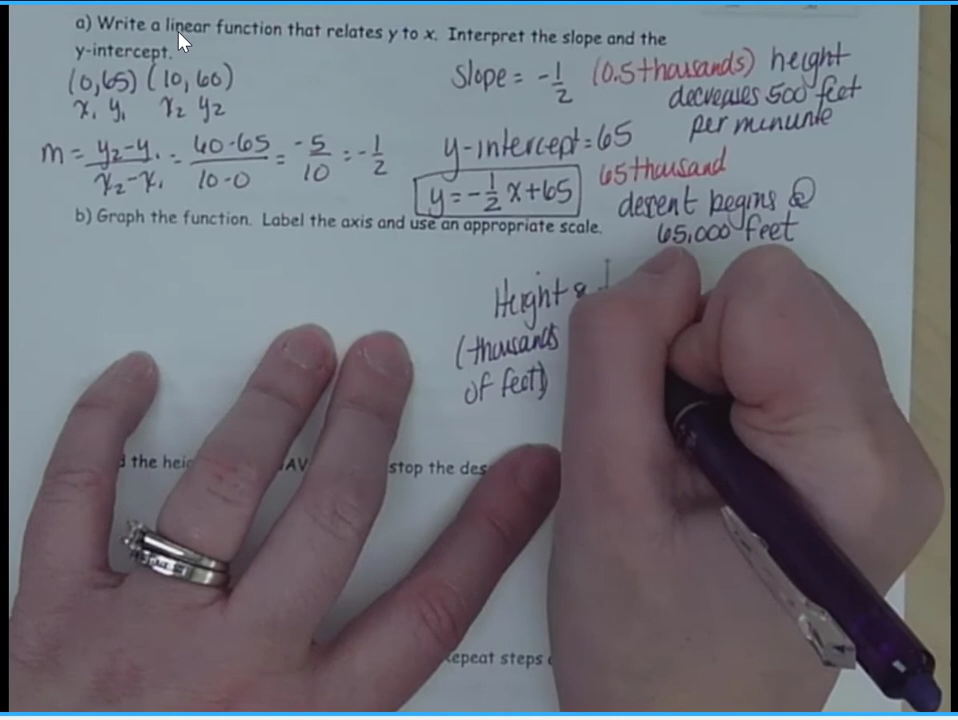 a) Write a linear function that relates y to x. Interpret the slope and the
y-intercept.
(0,65) (10,60)
x₁ y₁ x₂ y₂
m = y₂-y₁/x₂-x₁ = 60-65/10-0 = -5/10 = -1/2
Slope = -1/2 (0.5 thousands) height
decreases 500 feet
per minunte
y-intercept = 65
65 thousand
y = -1/2 x + 65
desent begins @
65,000 feet
b) Graph the function. Label the axis and use an appropriate scale.
Height
(thousands
of feet)
the
stop the
repeat steps